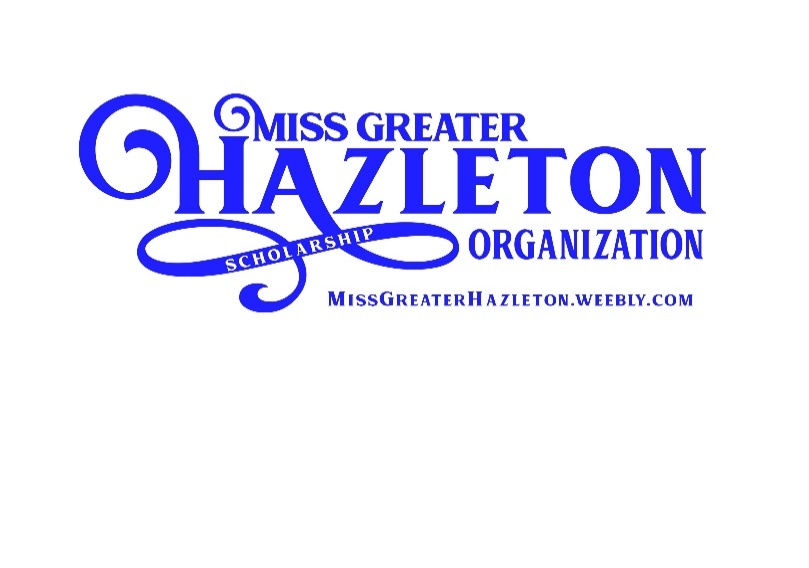 MISS GREATER
HAZLETON
SCHOLARSHIP
ORGANIZATION
MISSGREATERHAZLETON.WEEBLY.COM